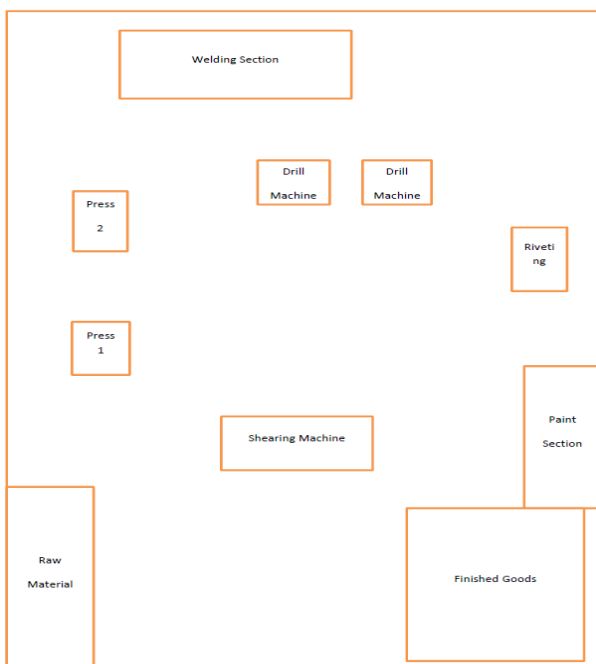 Welding Section
Drill
Machine
Drill
Machine
Press
2
Riveti
ng
Press
1
Paint
Section
Shearing Machine
Raw
Material
Finished Goods